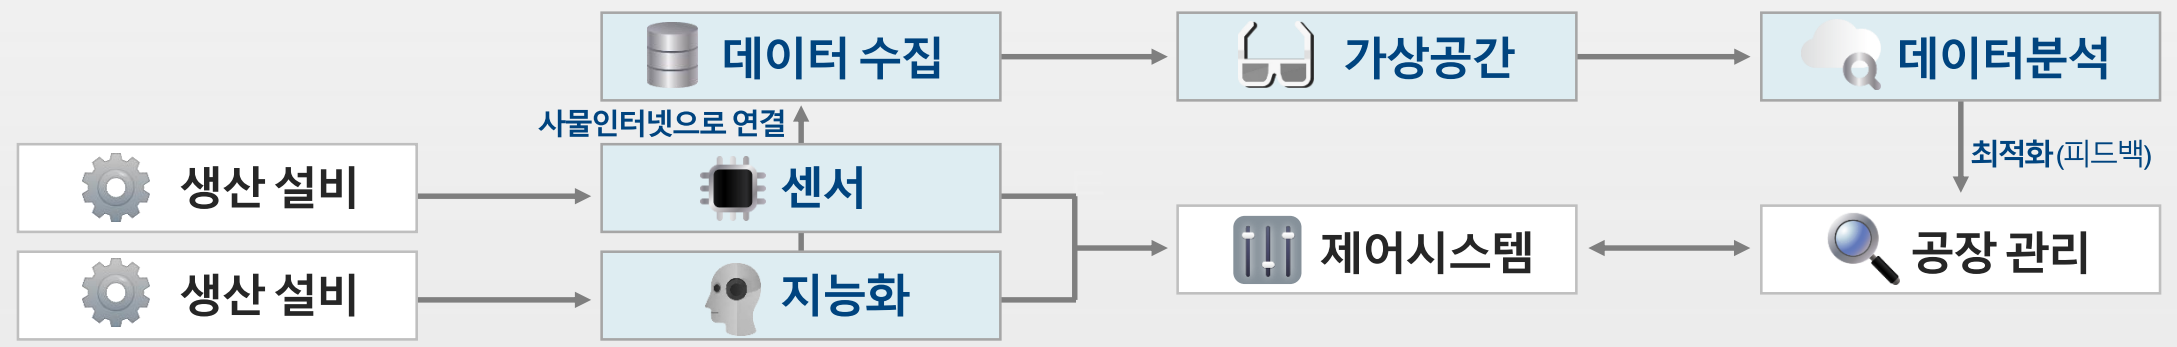 데이터 수집
가상공간
데이터분석
사물인터넷으로 연결
최적화 (피드백)
생산 설비
센서
제어시스템
공장 관리
생산 설비
지능화